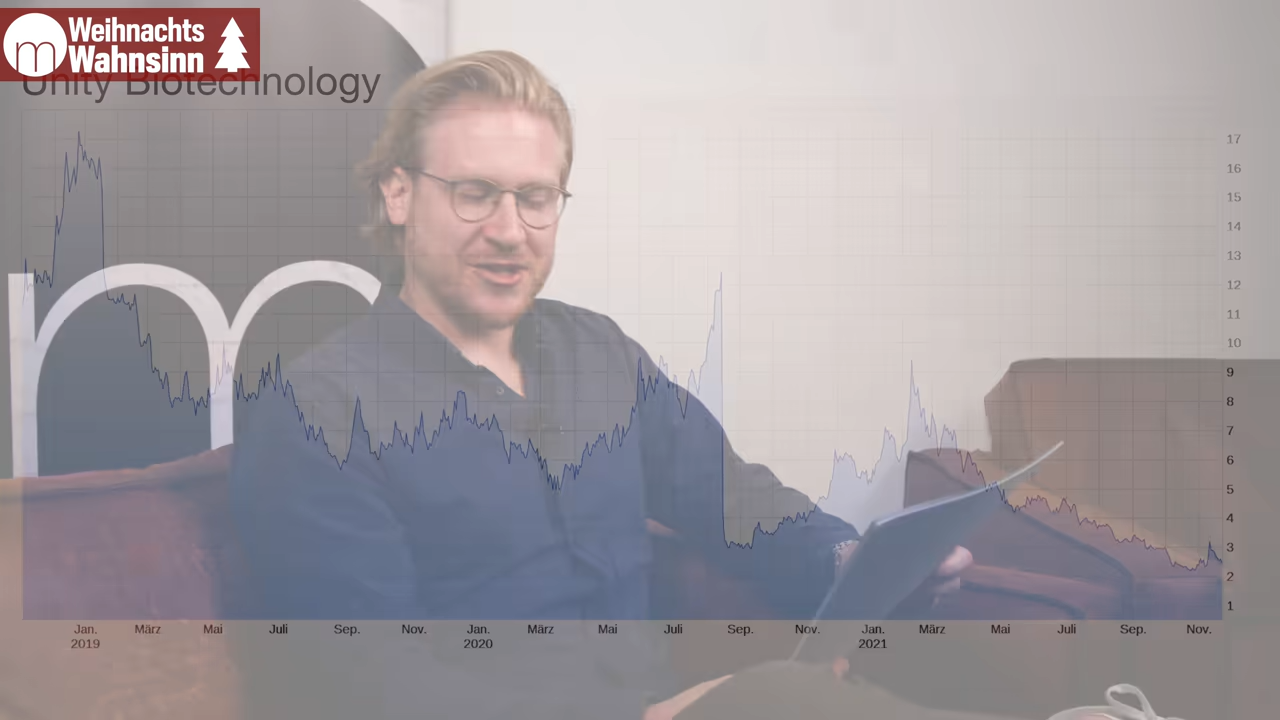 Weihnachts
Wahnsinn
m
Unity Biotechnology
m
17
16
15
14
13
12
11
10
9
8
7
6
5
4
3
2
1
Jan. März Mai Juli Sep. Nov. Jan. März Mai Juli Sep. Nov. Jan. März Mai Juli Sep. Nov.
2019 2020 2021